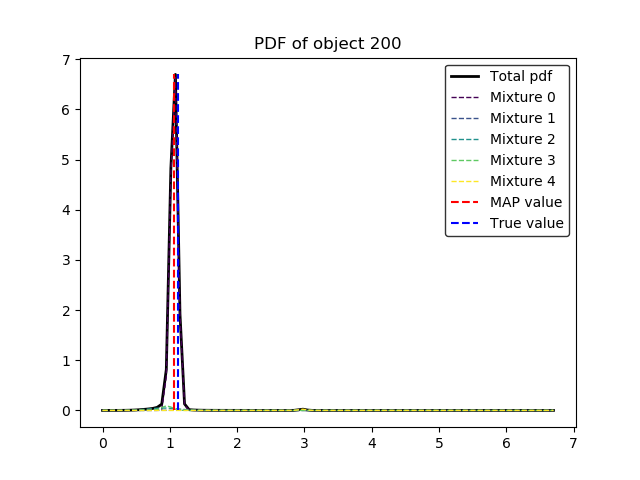 PDF of object 200
7
6
5
4
3
2
1
0
Total pdf
Mixture 0
Mixture 1
Mixture 2
Mixture 3
Mixture 4
MAP value
True value
0 1 2 3 4 5 6 7